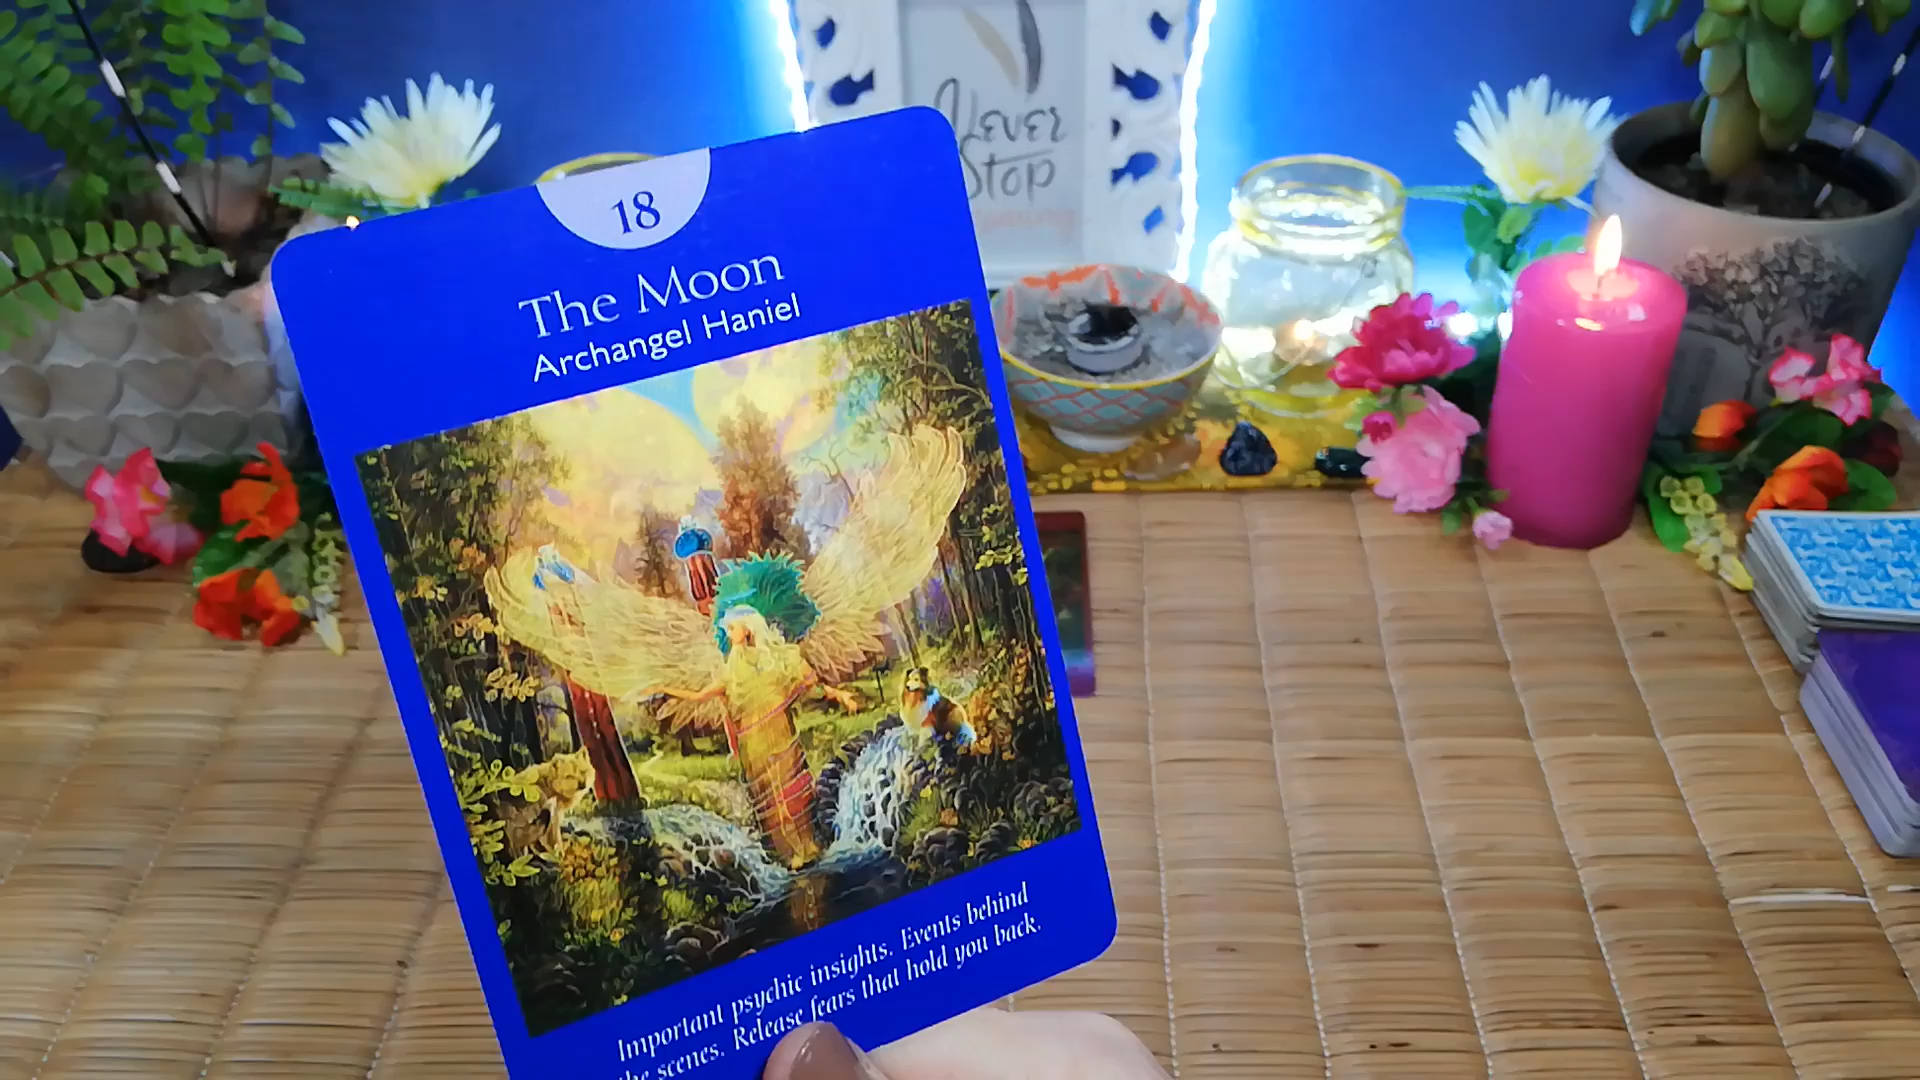 18
The Moon
Archangel Haniel
Important psychic insights. Events behind
the scenes. Release fears that hold you back.
Never
Stop